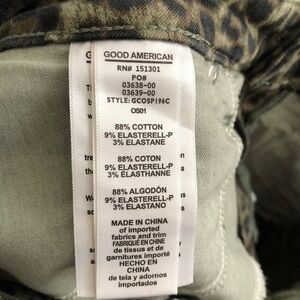 GOOD AMERICAN
RN# 151301
PO#
03638-00
03639-00
STYLE: GCOSP196C
OS01
88% COTTON
9% ELASTERELL-P
3% ELASTANE
88% COTON
9% ELASTERELL-P
3% ÉLASTHANNE
88% ALGODÓN
9% ELASTERELL-P
3% ELASTANO
MADE IN CHINA
of imported
fabrics and trim
FABRIQUÉ EN CHINE
de tissus et de
garnitures importé
HECHO EN
CHINA
de tela y adornos
importados